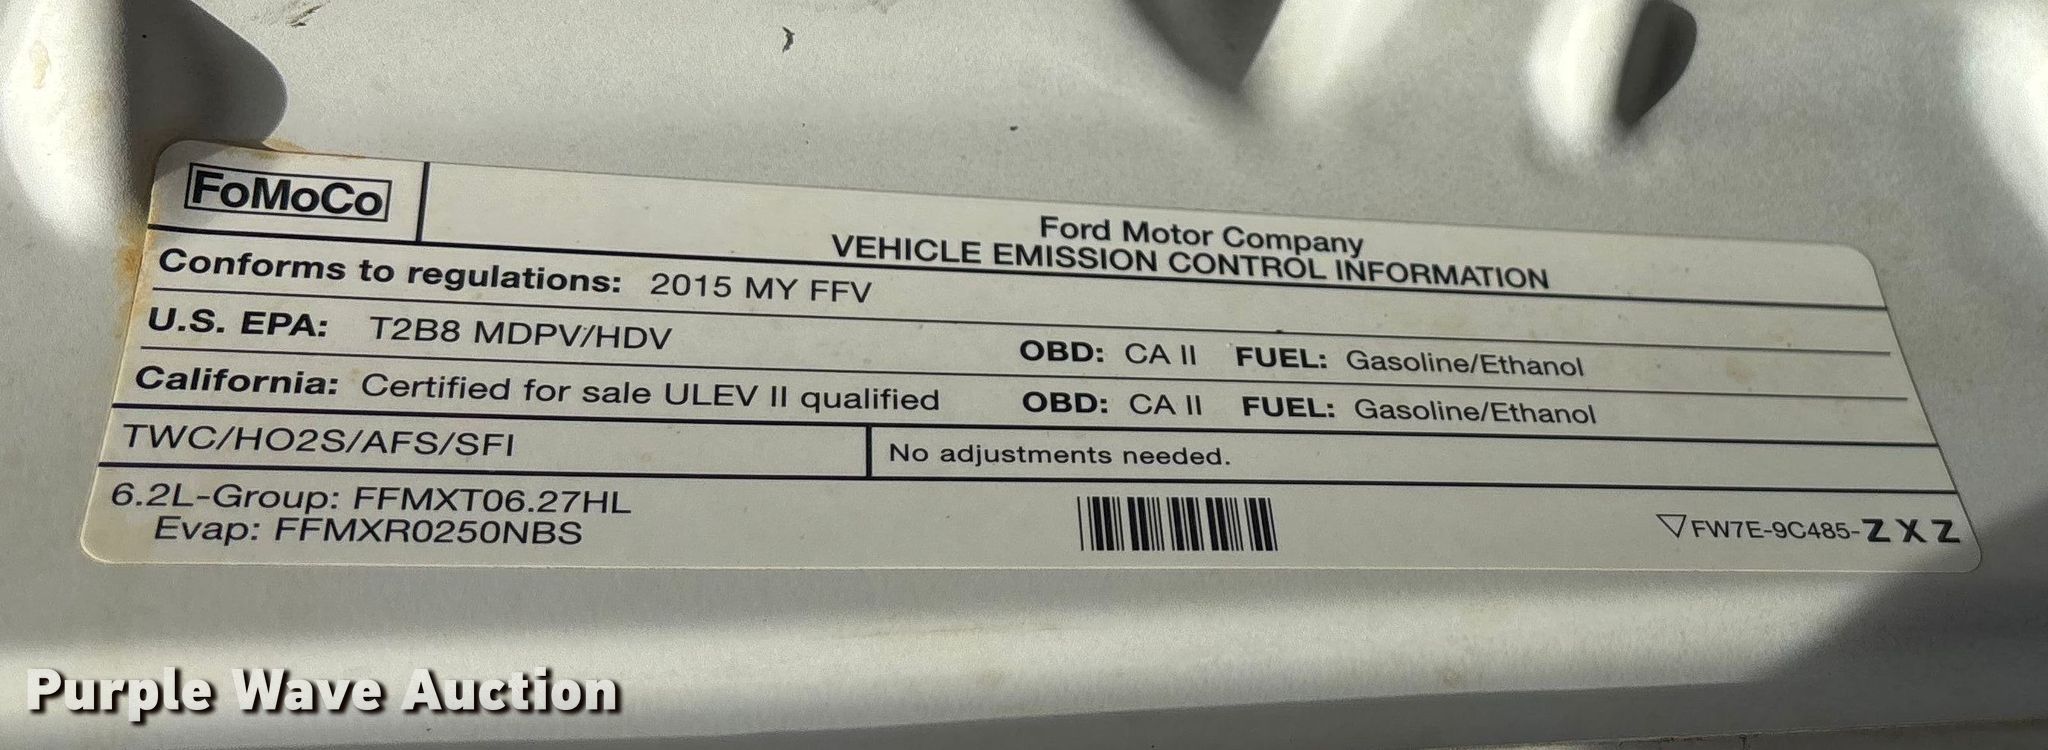 FoMoCo
Ford Motor Company
VEHICLE EMISSION CONTROL INFORMATION
Conforms to regulations: 2015 MY FFV
U.S. EPA: T2B8 MDPV/HDV OBD: CA II FUEL: Gasoline/Ethanol
California: Certified for sale ULEV II qualified OBD: CA II FUEL: Gasoline/Ethanol
TWC/HO2S/AFS/SFI
No adjustments needed.
6.2L-Group: FFMXT06.27HL
Evap: FFMXR0250NBS
FW7E-9C485-ZXZ
Purple Wave Auction